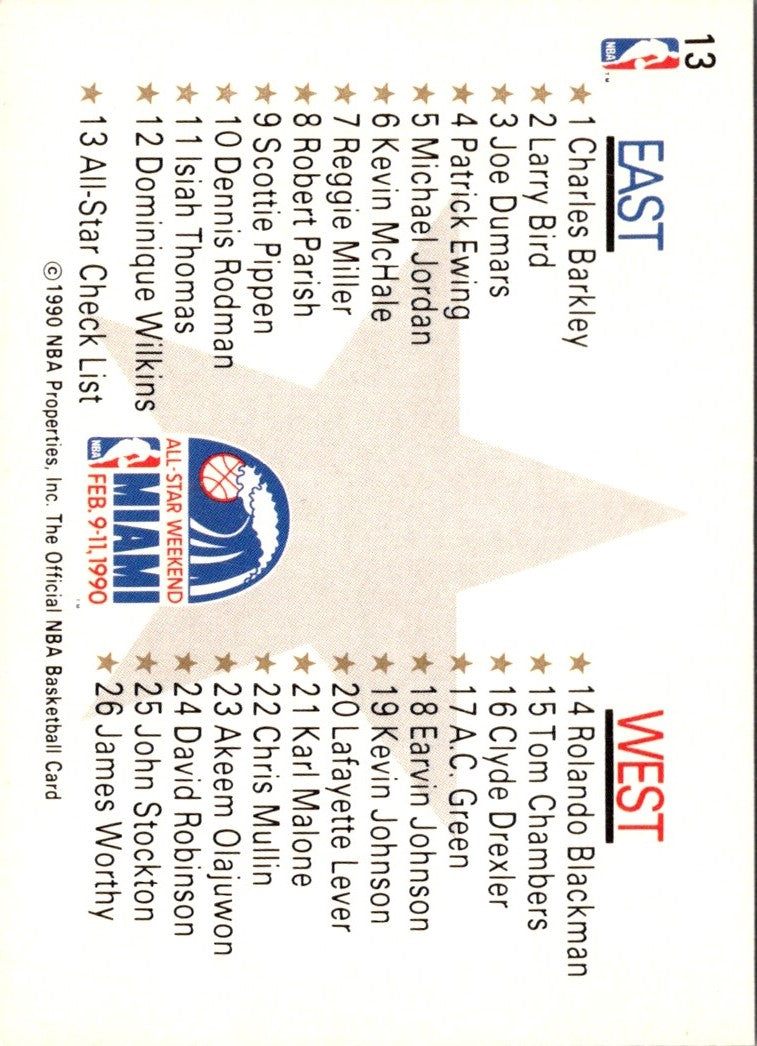 13
NBA
TM
EAST
1 Charles Barkley
2 Larry Bird
3 Joe Dumars
4 Patrick Ewing
5 Michael Jordan
6 Kevin McHale
7 Reggie Miller
8 Robert Parish
9 Scottie Pippen
10 Dennis Rodman
11 Isiah Thomas
12 Dominique Wilkins
13 All-Star Check List
WEST
14 Rolando Blackman
15 Tom Chambers
16 Clyde Drexler
17 A.C. Green
18 Earvin Johnson
19 Kevin Johnson
20 Lafayette Lever
21 Karl Malone
22 Chris Mullin
23 Akeem Olajuwon
24 David Robinson
25 John Stockton
26 James Worthy
ALL-STAR WEEKEND
MIAMI
NBA
FEB. 9-11, 1990
TM
© 1990 NBA Properties, Inc. The Official NBA Basketball Card